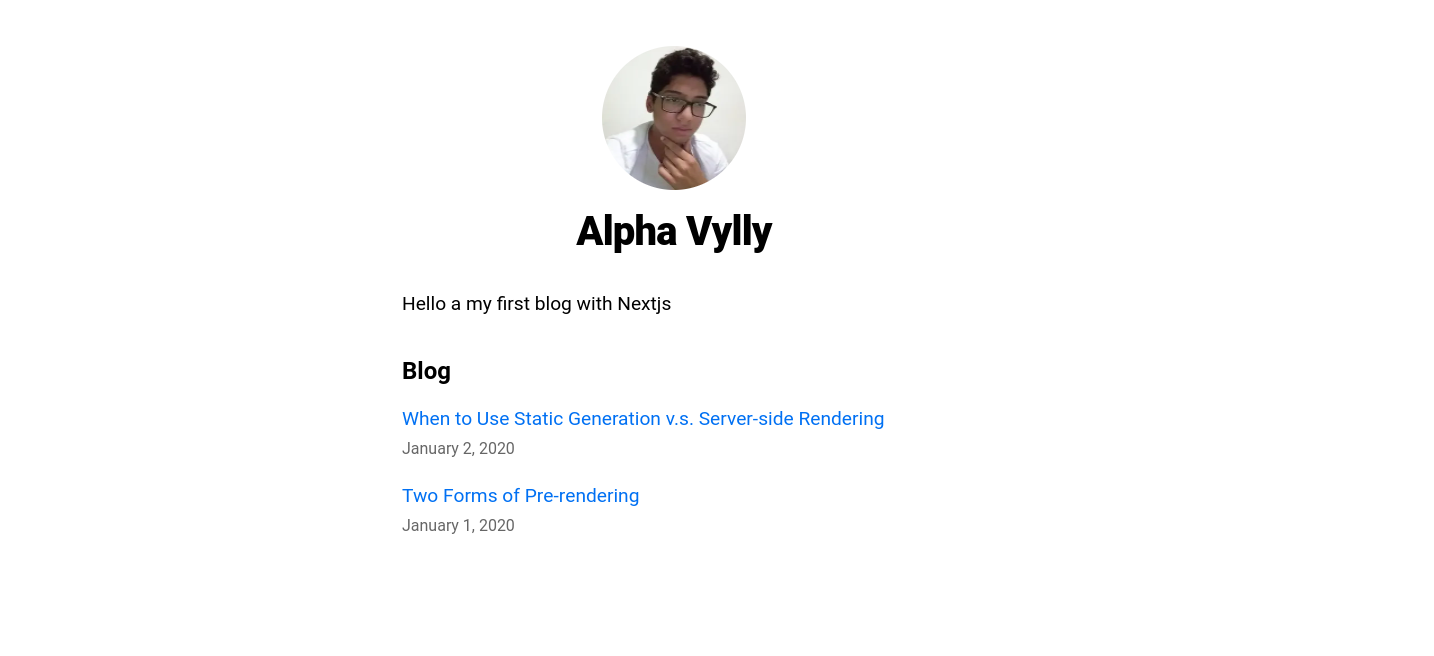 Alpha Vylly
Hello a my first blog with Nextjs
Blog
When to Use Static Generation v.s. Server-side Rendering
January 2, 2020
Two Forms of Pre-rendering
January 1, 2020